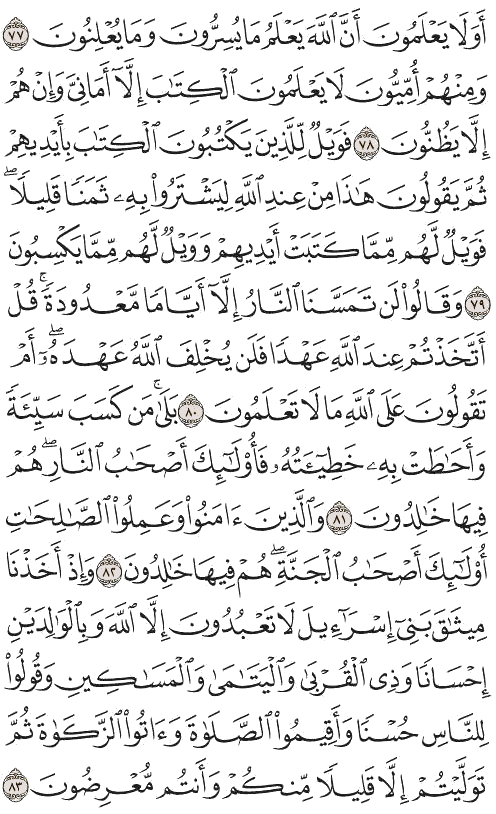 أَوَلَا يَعْلَمُونَ أَنَّ ٱللَّهَ يَعْلَمُ مَا يُسِرُّونَ وَمَا يُعْلِنُونَ ٧٧
وَمِنْهُمْ أُمِّيُّونَ لَا يَعْلَمُونَ ٱلْكِتَٰبَ إِلَّآ أَمَانِىَّ وَإِنْ هُمْ
إِلَّا يَظُنُّونَ ٧٨ فَوَيْلٌ لِّلَّذِينَ يَكْتُبُونَ ٱلْكِتَٰبَ بِأَيْدِيهِمْ
ثُمَّ يَقُولُونَ هَٰذَا مِنْ عِندِ ٱللَّهِ لِيَشْتَرُوا۟ بِهِۦ ثَمَنًا قَلِيلًا ۖ
فَوَيْلٌ لَّهُم مِّمَّا كَتَبَتْ أَيْدِيهِمْ وَوَيْلٌ لَّهُم مِّمَّا يَكْسِبُونَ
٧٩ وَقَالُوا۟ لَن تَمَسَّنَا ٱلنَّارُ إِلَّآ أَيَّامًا مَّعْدُودَةً ۚ قُلْ
أَتَّخَذْتُمْ عِندَ ٱللَّهِ عَهْدًا فَلَن يُخْلِفَ ٱللَّهُ عَهْدَهُۥٓ ۖ أَمْ
تَقُولُونَ عَلَى ٱللَّهِ مَا لَا تَعْلَمُونَ ٨٠ بَلَىٰ ۚ مَن كَسَبَ سَيِّئَةً
وَأَحَٰطَتْ بِهِۦ خَطِيٓـَٔتُهُۥ فَأُو۟لَٰٓئِكَ أَصْحَٰبُ ٱلنَّارِ ۖ هُمْ
فِيهَا خَٰلِدُونَ ٨١ وَٱلَّذِينَ ءَامَنُوا۟ وَعَمِلُوا۟ ٱلصَّٰلِحَٰتِ
أُو۟لَٰٓئِكَ أَصْحَٰبُ ٱلْجَنَّةِ ۖ هُمْ فِيهَا خَٰلِدُونَ ٨٢ وَإِذْ أَخَذْنَا
مِيثَٰقَ بَنِىٓ إِسْرَٰٓءِيلَ لَا تَعْبُدُونَ إِلَّا ٱللَّهَ وَبِٱلْوَٰلِدَيْنِ
إِحْسَانًا وَذِى ٱلْقُرْبَىٰ وَٱلْيَتَٰمَىٰ وَٱلْمَسَٰكِينِ وَقُولُوا۟
لِلنَّاسِ حُسْنًا وَأَقِيمُوا۟ ٱلصَّلَوٰةَ وَءَاتُوا۟ ٱلزَّكَوٰةَ ثُمَّ
تَوَلَّيْتُمْ إِلَّا قَلِيلًا مِّنكُمْ وَأَنتُم مُّعْرِضُونَ ٨٣